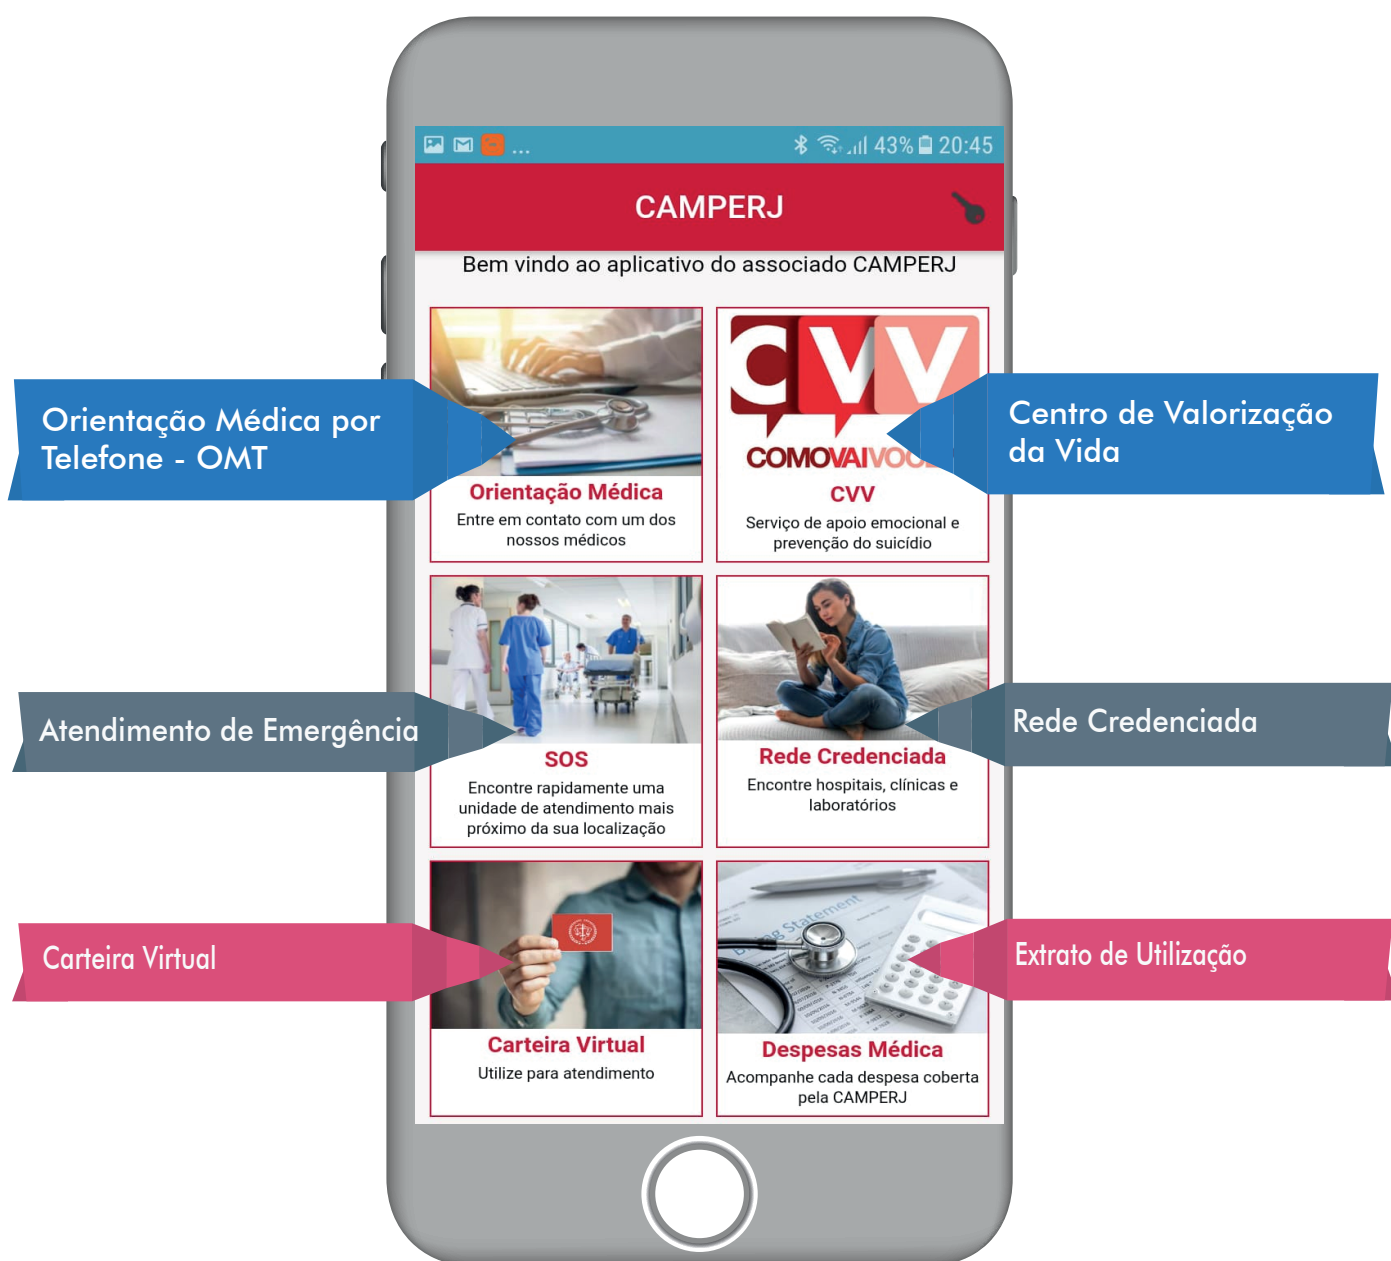 ... 43% 20:45
CAMPERJ
Bem vindo ao aplicativo do associado CAMPERJ
Orientação Médica por
Telefone - OMT
CVV
COMOVAIVOC
Centro de Valorização
da Vida
Orientação Médica
Entre em contato com um dos
nossos médicos
CVV
Serviço de apoio emocional e
prevenção do suicídio
Atendimento de Emergência
Rede Credenciada
SOS
Encontre rapidamente uma
unidade de atendimento mais
próximo da sua localização
Rede Credenciada
Encontre hospitais, clínicas e
laboratórios
Carteira Virtual
Statement
Extrato de Utilização
Carteira Virtual
Utilize para atendimento
Despesas Médica
Acompanhe cada despesa coberta
pela CAMPERJ